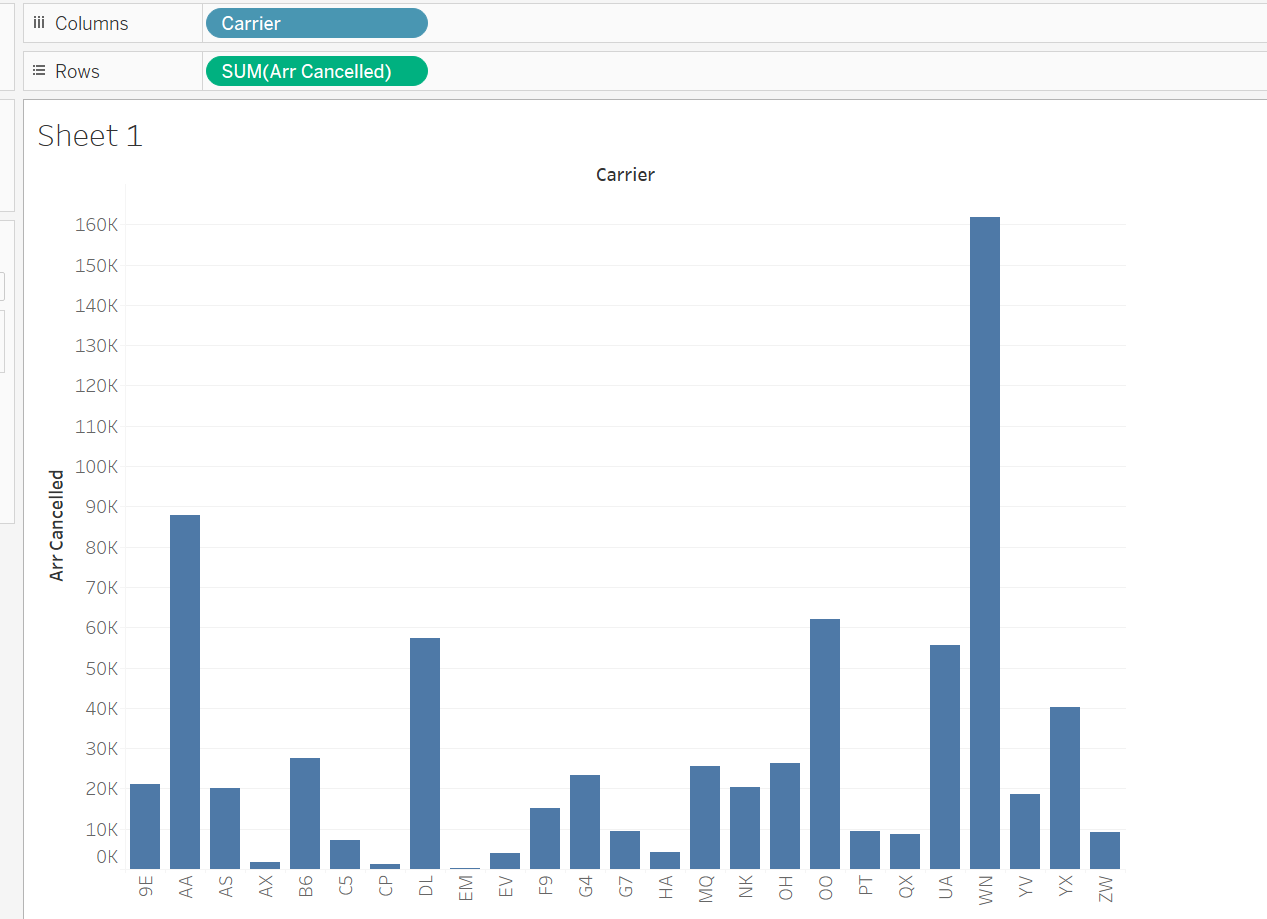 Columns
Carrier
Rows
SUM(Arr Cancelled)
Sheet 1
Carrier
160K
150K
140K
130K
120K
110K
100K
90K
80K
70K
60K
50K
40K
30K
20K
10K
0K
Arr Cancelled
9E AA AS AX B6 C5 CP DL EM EV F9 G4 G7 HA MQ NK OH OO PT QX UA WN YV YX ZW